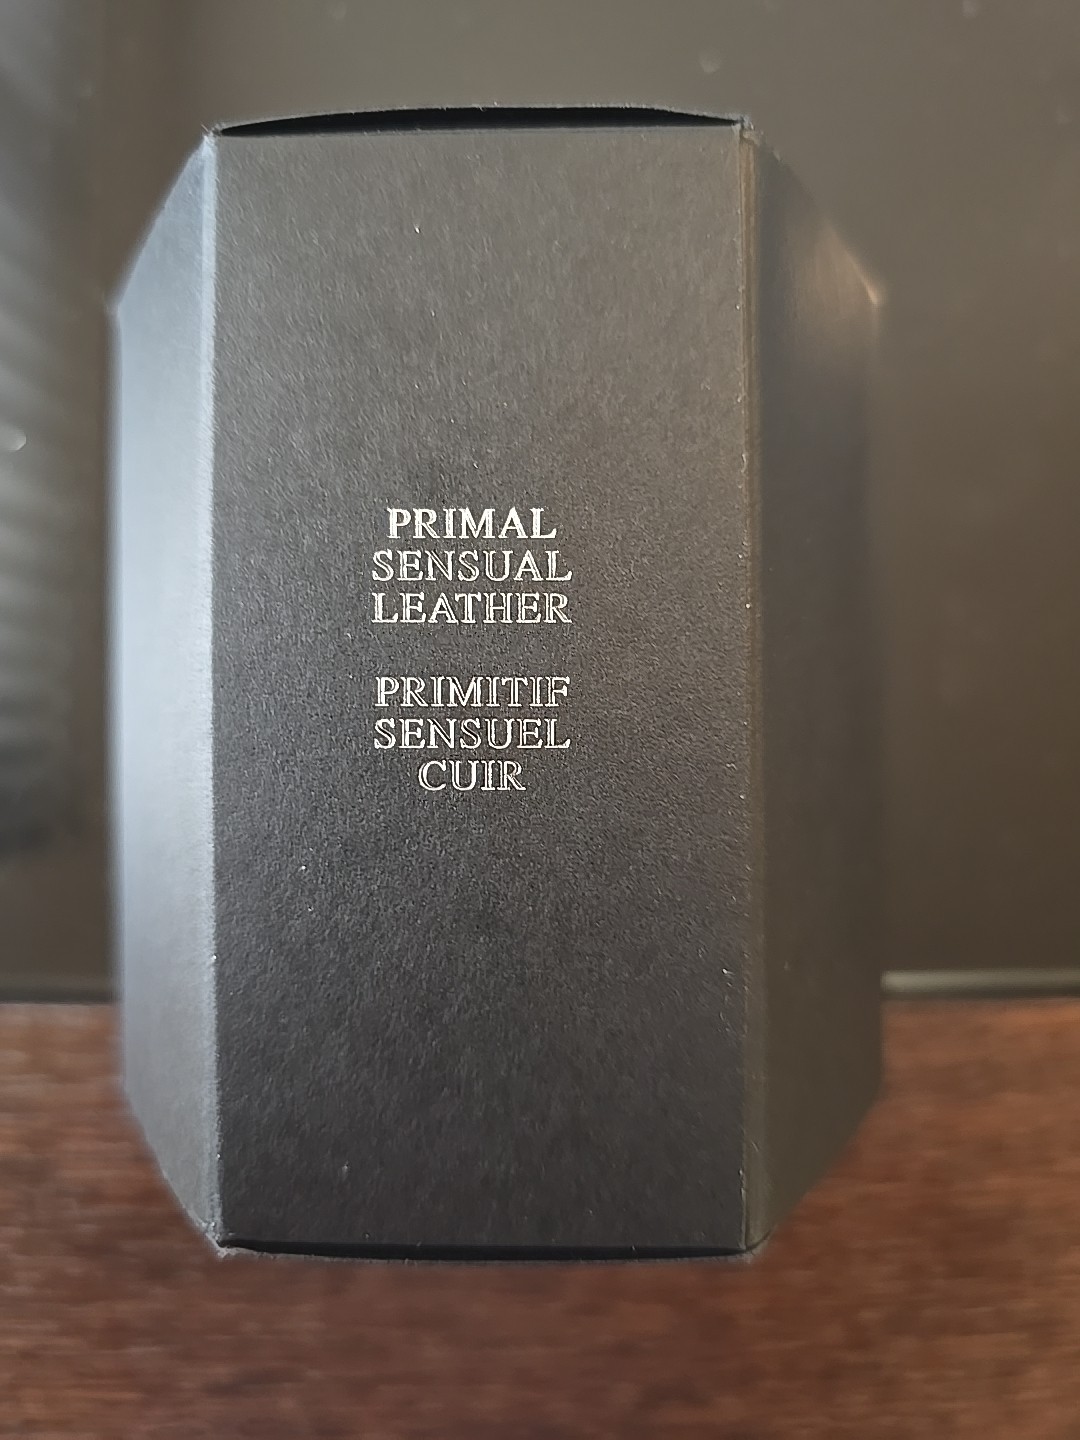 PRIMAL
SENSUAL
LEATHER
PRIMITIF
SENSUEL
CUIR